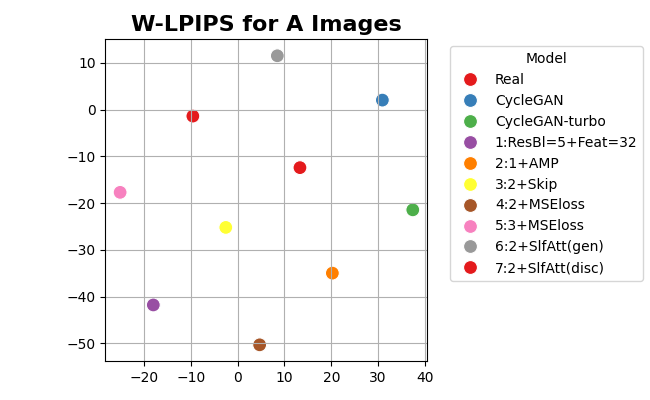 W-LPIPS for A Images
10
0
−10
−20
−30
−40
−50
−20 −10 0 10 20 30 40
Model
Real
CycleGAN
CycleGAN-turbo
1:ResBl=5+Feat=32
2:1+AMP
3:2+Skip
4:2+MSEloss
5:3+MSEloss
6:2+SlfAtt(gen)
7:2+SlfAtt(disc)